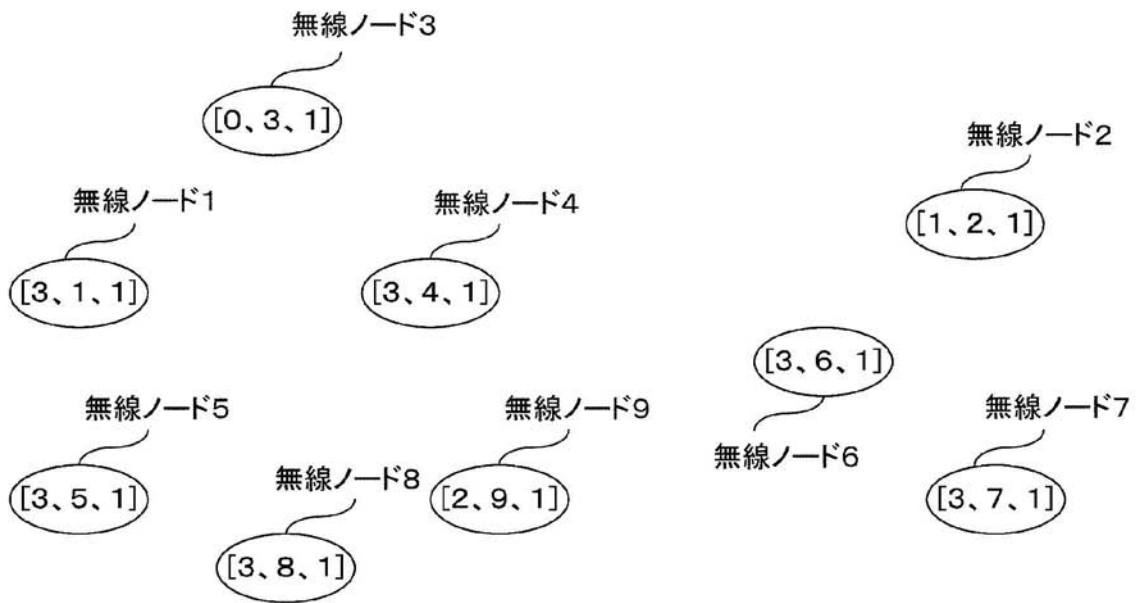 無線ノード3
[0、3、1]
無線ノード2
[1、2、1]
無線ノード1
[3、1、1]
無線ノード4
[3、4、1]
[3、6、1]
無線ノード6
無線ノード5
[3、5、1]
無線ノード9
[2、9、1]
無線ノード7
[3、7、1]
無線ノード8
[3、8、1]